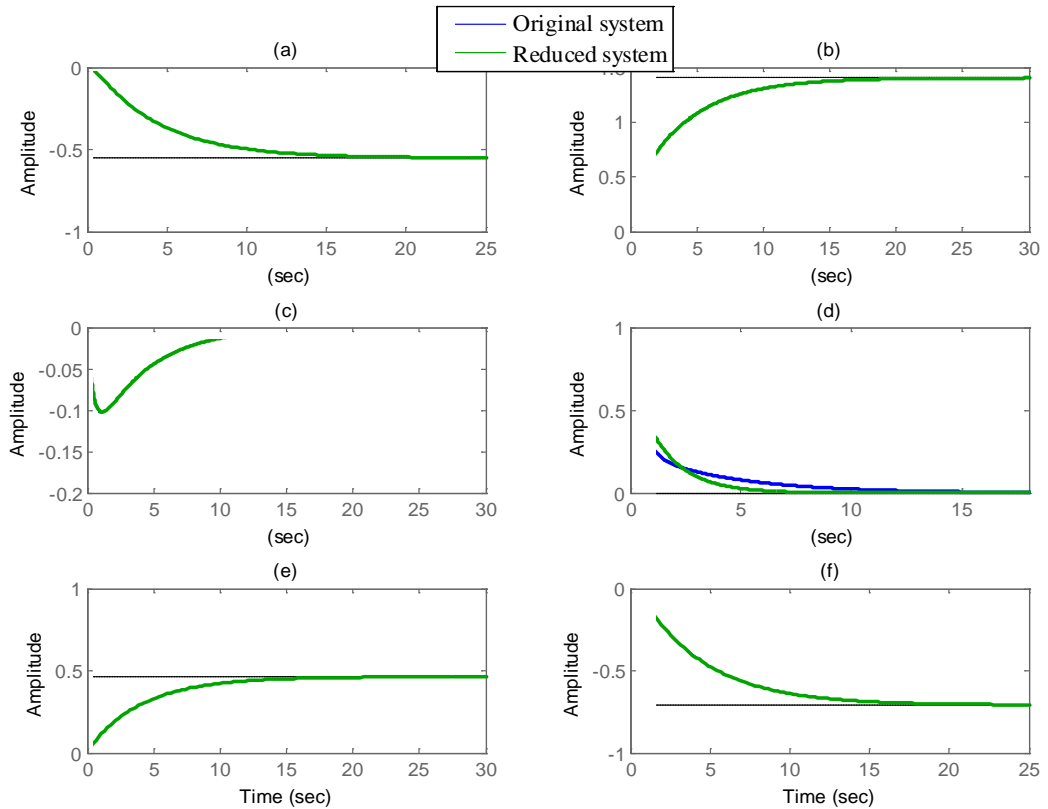 Original system
Reduced system
(a)
0
-0.5
-1
Amplitude
0 5 10 15 20 25
(sec)
(b)
1
0.5
0
Amplitude
0 5 10 15 20 25 30
(sec)
(c)
0
-0.05
-0.1
-0.15
-0.2
Amplitude
0 5 10 15 20 25 30
(sec)
(d)
1
0.5
0
Amplitude
5 10 15
(sec)
(e)
1
0.5
0
Amplitude
0 5 10 15 20 25 30
Time (sec)
(f)
0
-0.5
-1
Amplitude
0 5 10 15 20 25
Time (sec)